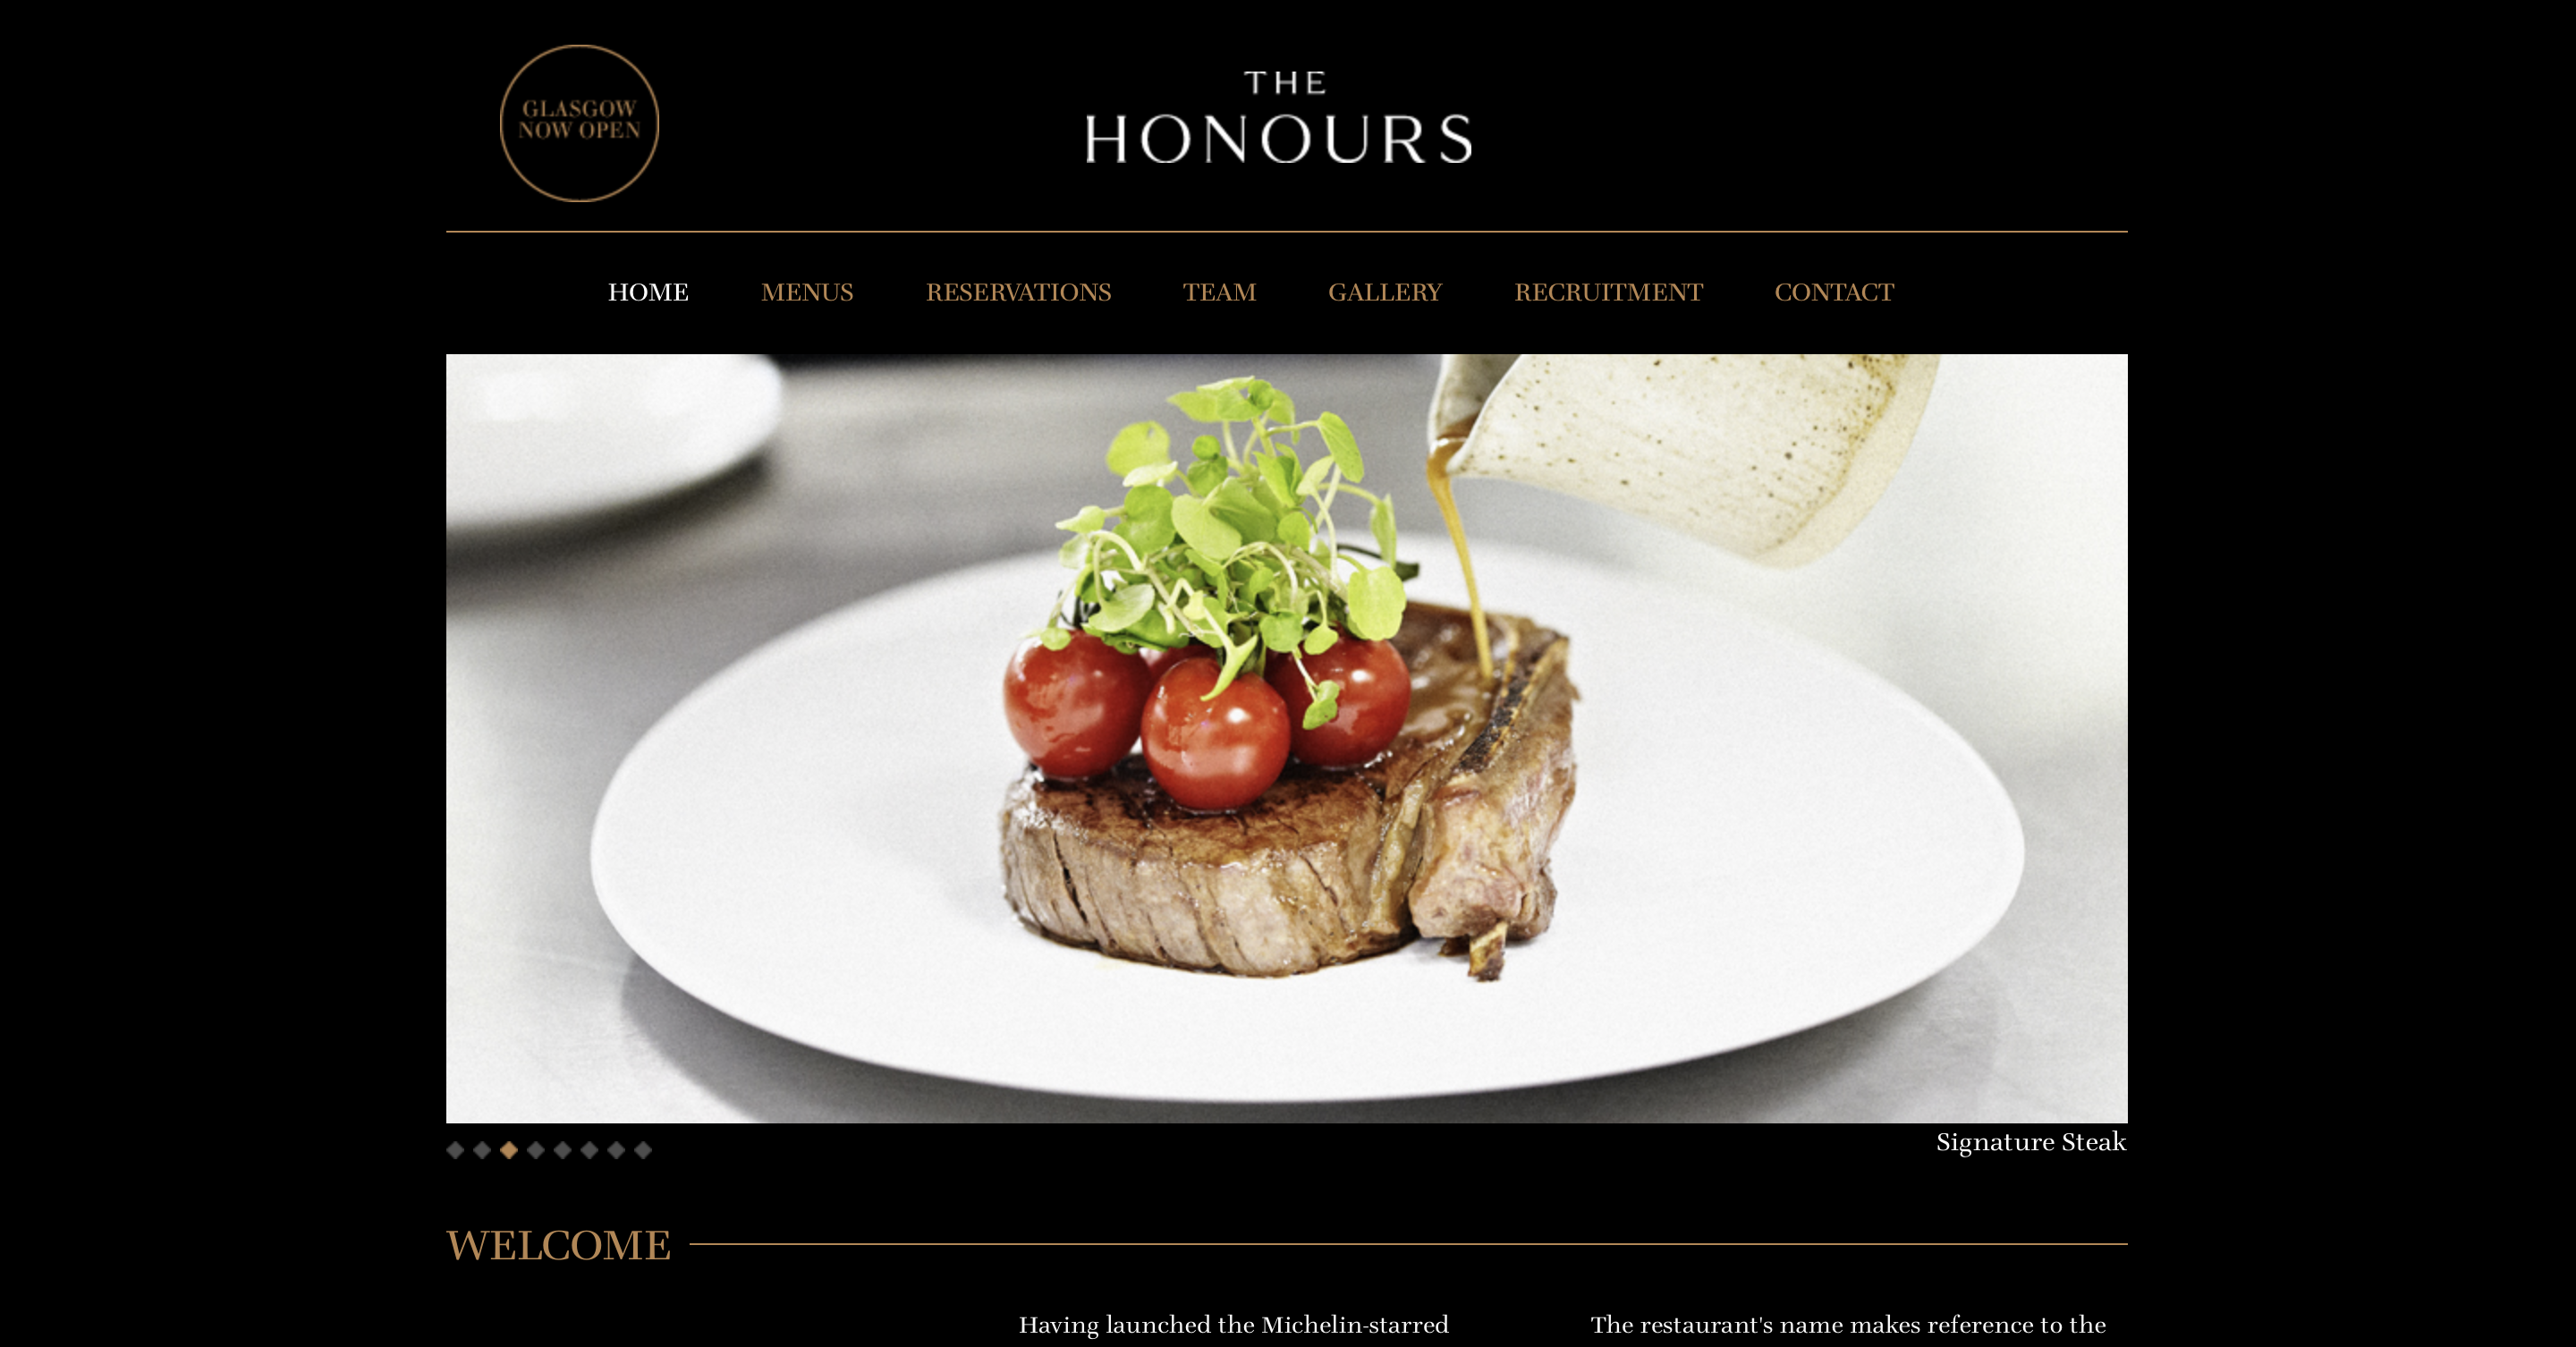 GLASGOW
NOW OPEN
THE
HONOURS
HOME MENUS RESERVATIONS TEAM GALLERY RECRUITMENT CONTACT
Signature Steak
WELCOME
Having launched the Michelin-starred
The restaurant's name makes reference to the